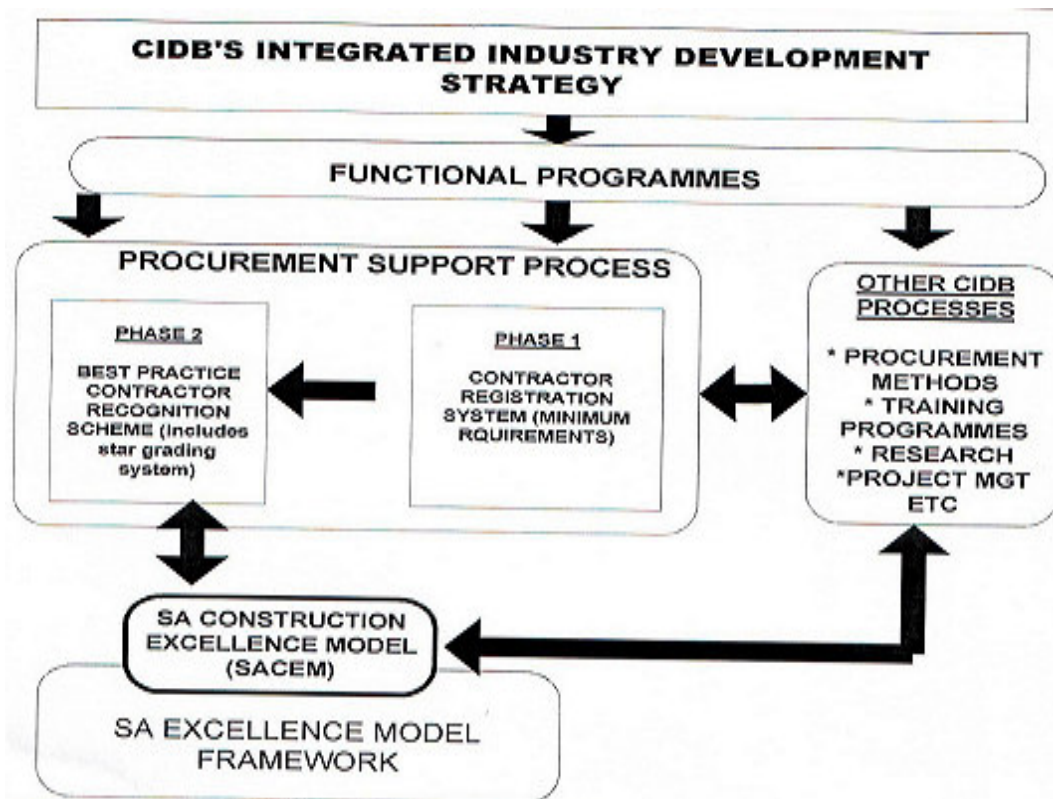 CIDB'S INTEGRATED INDUSTRY DEVELOPMENT
STRATEGY
FUNCTIONAL PROGRAMMES
PROCUREMENT SUPPORT PROCESS
PHASE 2
BEST PRACTICE
CONTRACTOR
RECOGNITION
SCHEME (Includes
star grading
system)
PHASE 1
CONTRACTOR
REGISTRATION
SYSTEM (MINIMUM
RQUIREMENTS)
OTHER CIDB
PROCESSES
* PROCUREMENT
METHODS
* TRAINING
PROGRAMMES
* RESEARCH
*PROJECT MGT
ETC
SA CONSTRUCTION
EXCELLENCE MODEL
(SACEM)
SA EXCELLENCE MODEL
FRAMEWORK